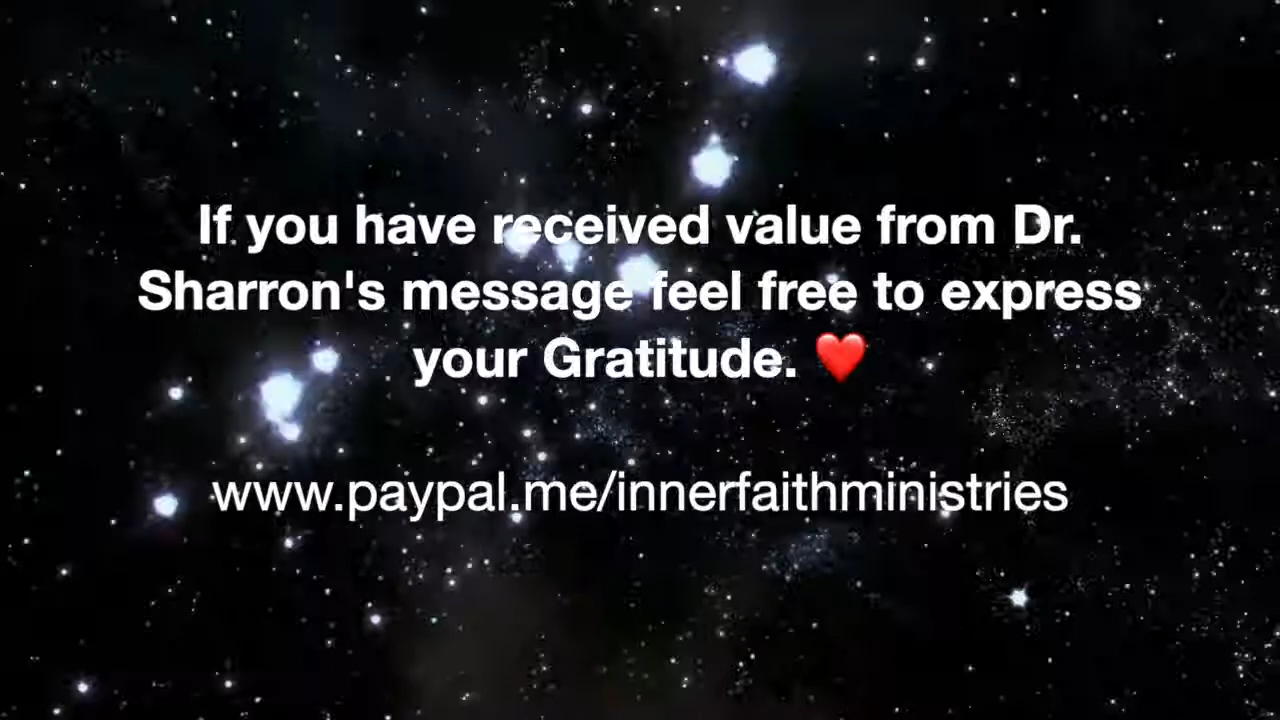 If you have received value from Dr.
Sharron's message feel free to express
your Gratitude. ❤️
www.paypal.me/innerfaithministries